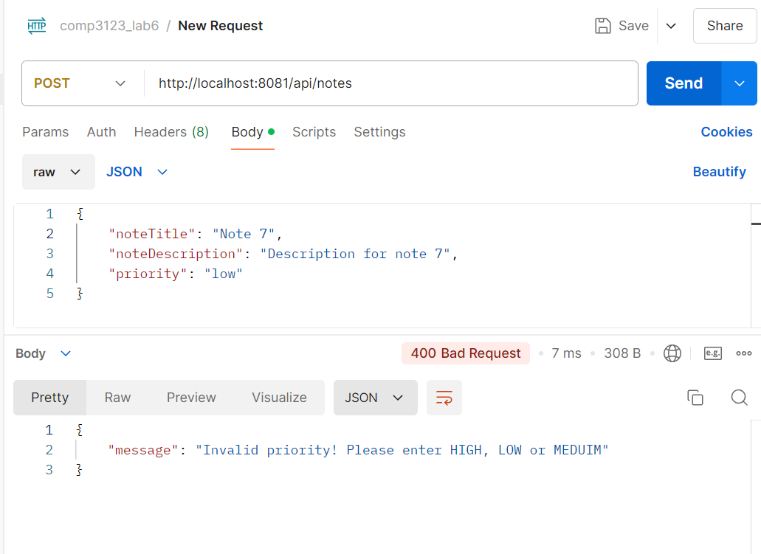 HTTP comp3123_lab6 / New Request Save Share
POST http://localhost:8081/api/notes Send
Params Auth Headers (8) Body Scripts Settings Cookies
raw JSON Beautify
1 {
2 "noteTitle": "Note 7",
3 "noteDescription": "Description for note 7",
4 "priority": "low"
5 }
Body 400 Bad Request 7 ms 308 B e.g.
Pretty Raw Preview Visualize JSON
1 {
2 "message": "Invalid priority! Please enter HIGH, LOW or MEDUIM"
3 }